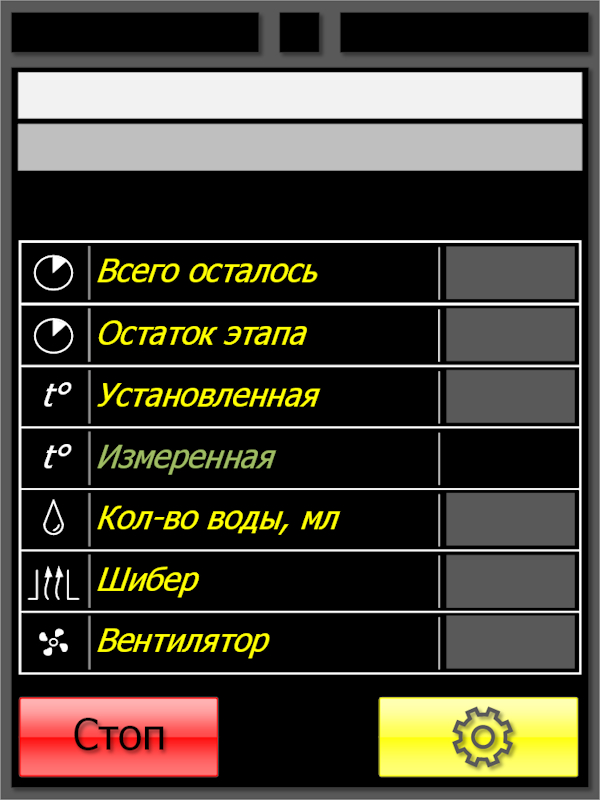 Всего осталось
Остаток этапа
t° Установленная
t° Измеренная
Кол-во воды, мл
Шибер
Вентилятор
Стоп